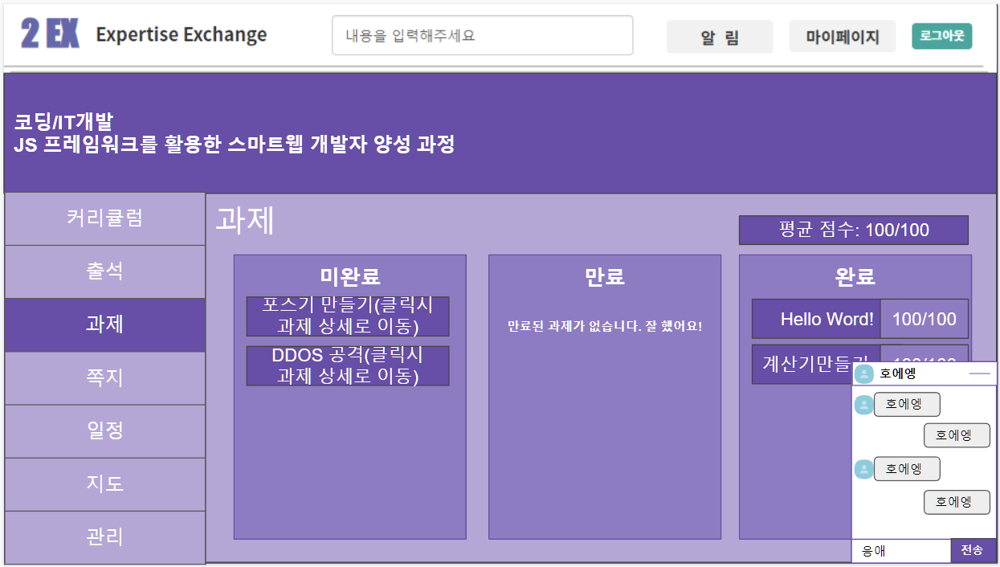 2 EX Expertise Exchange
내용을 입력해주세요
알 림
마이페이지
로그아웃
코딩/IT개발
JS 프레임워크를 활용한 스마트웹 개발자 양성 과정
커리큘럼
출석
과제
쪽지
일정
지도
관리
과제
평균 점수: 100/100
미완료
포스기 만들기(클릭시
과제 상세로 이동)
DDOS 공격(클릭시
과제 상세로 이동)
만료
만료된 과제가 없습니다. 잘 했어요!
완료
Hello Word! 100/100
계산기만들기 100/100
호에엥
호에엥
호에엥
호에엥
호에엥
응애
전송